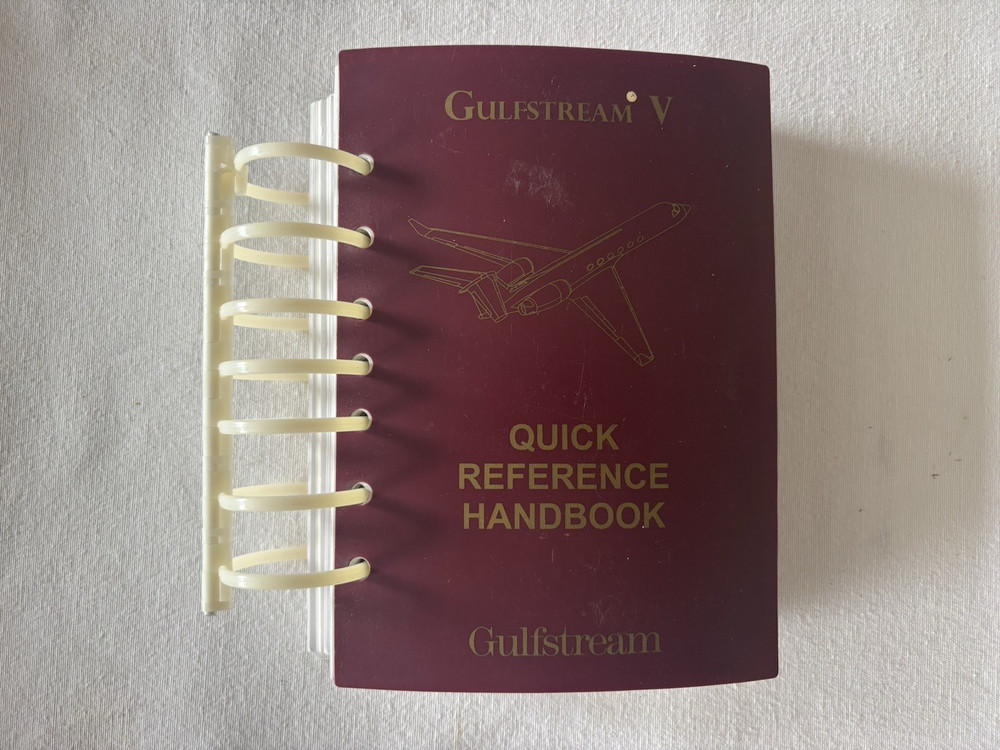 GULFSTREAM V
QUICK
REFERENCE
HANDBOOK
Gulfstream